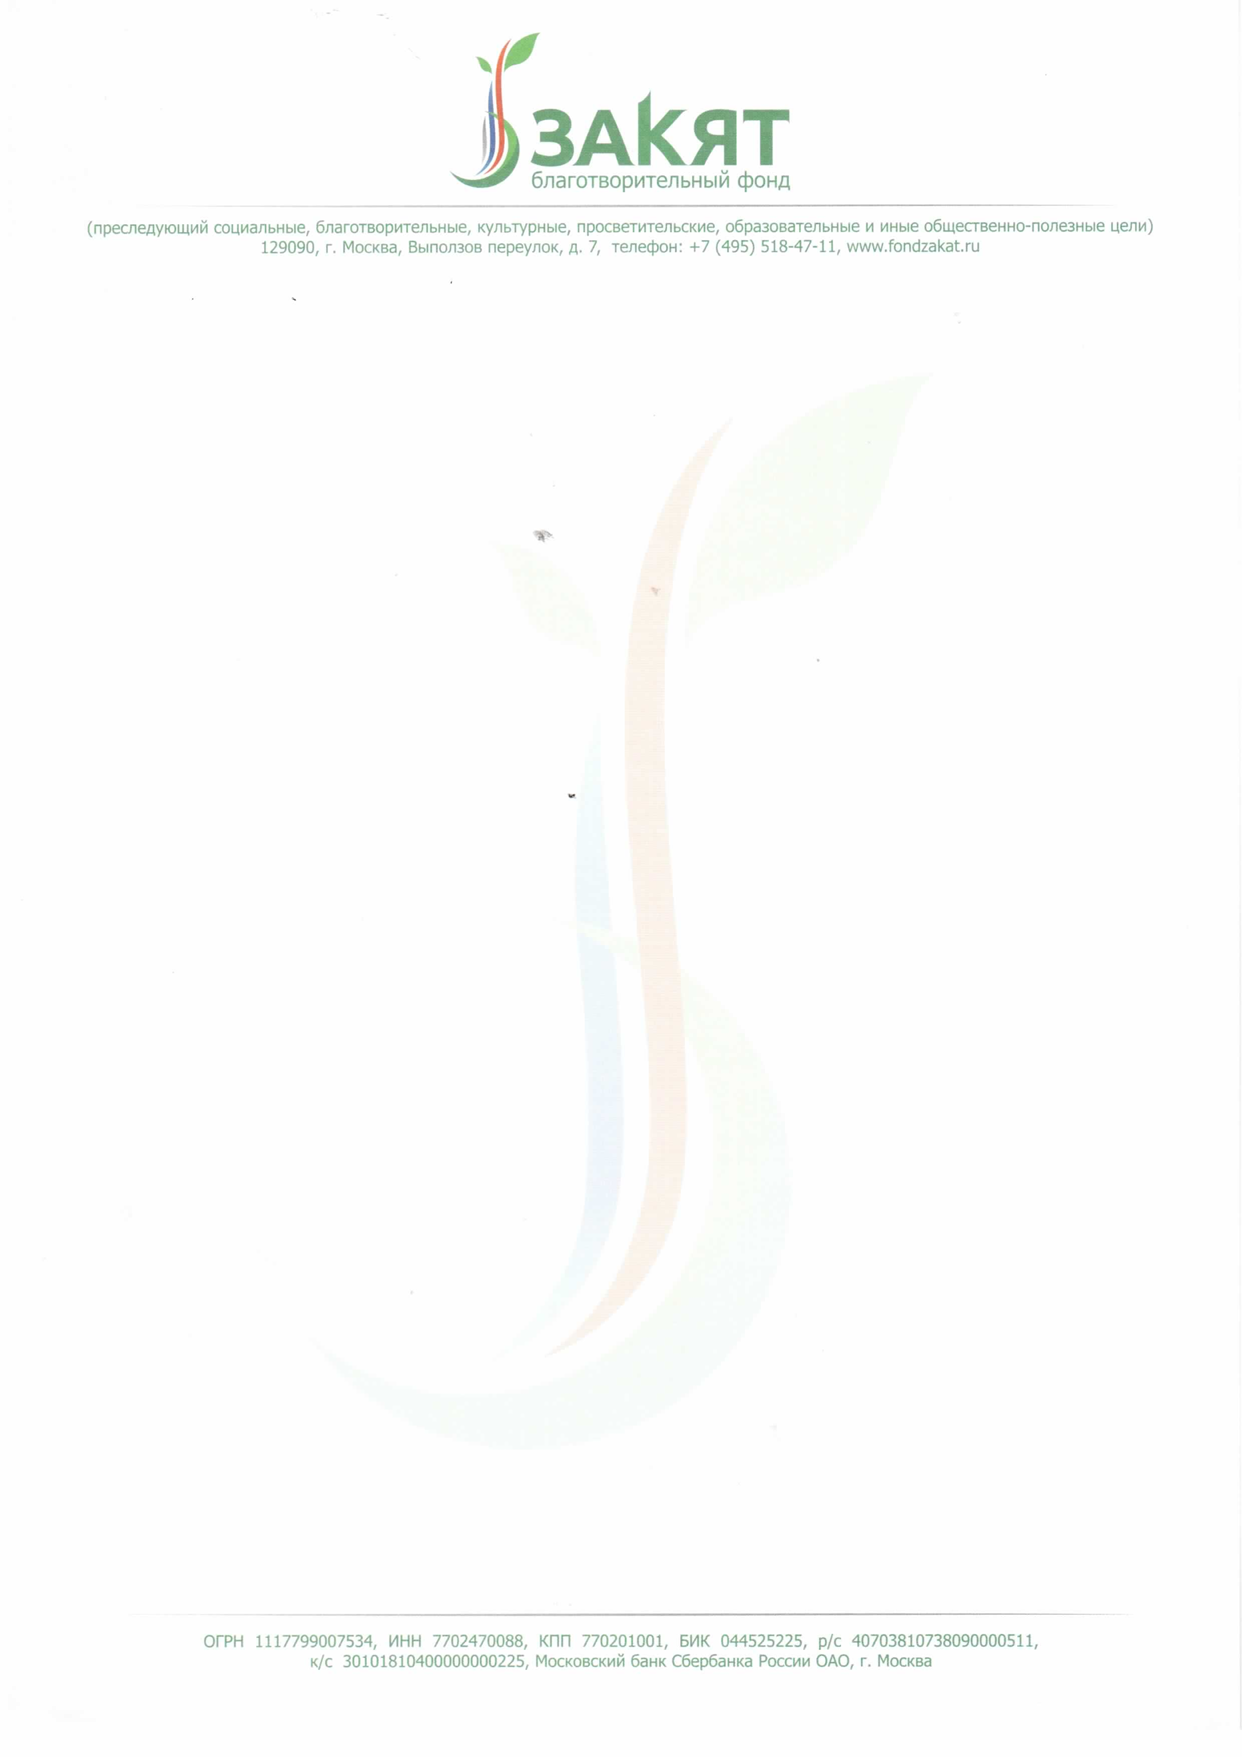 ЗАКЯТ
благотворительный фонд
(преследующий социальные, благотворительные, культурные, просветительские, образовательные и иные общественно-полезные цели)
129090, г. Москва, Выползов переулок, д. 7, телефон: +7 (495) 518-47-11, www.fondzakat.ru
ОГРН 1117799007534, ИНН 7702470088, КПП 770201001, БИК 044525225, р/с 40703810738090000511,
к/с 30101810400000000225, Московский банк Сбербанка России ОАО, г. Москва